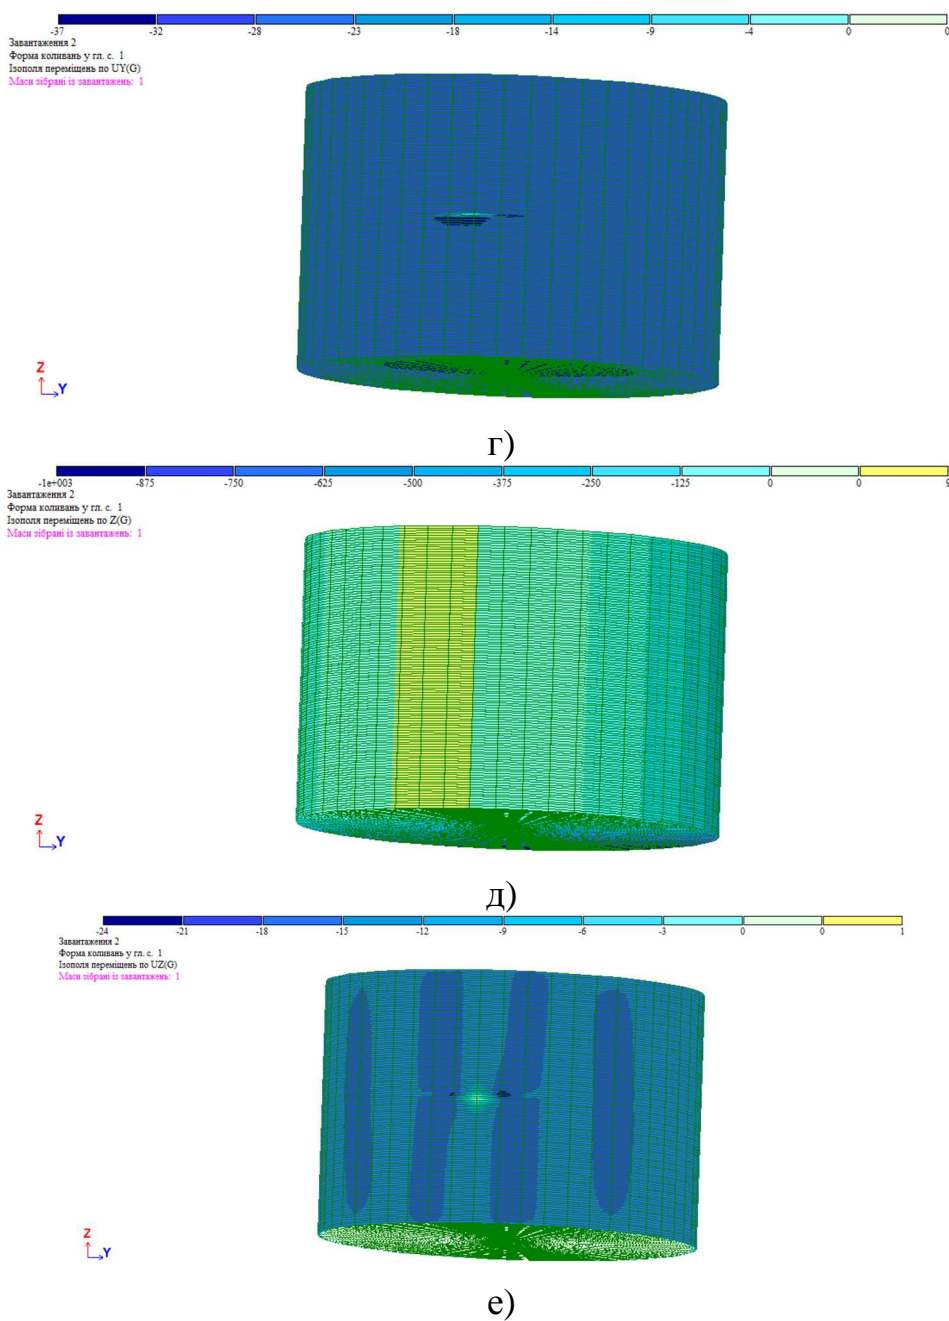 -37 -32 -28 -23 -18 -14 -9 -4 0 0
Завантаження 2
Форма коливань у гл. с. 1
Ізополя переміщень по UY(G)
Маси зібрані із завантажень: 1
Z
Y
г)
-1e+003 -875 -750 -625 -500 -375 -250 -125 0 0 9
Завантаження 2
Форма коливань у гл. с. 1
Ізополя переміщень по Z(G)
Маси зібрані із завантажень: 1
Z
Y
д)
-24 -21 -18 -15 -12 -9 -6 -3 0 0 1
Завантаження 2
Форма коливань у гл. с. 1
Ізополя переміщень по UZ(G)
Маси зібрані із завантажень: 1
Z
Y
е)